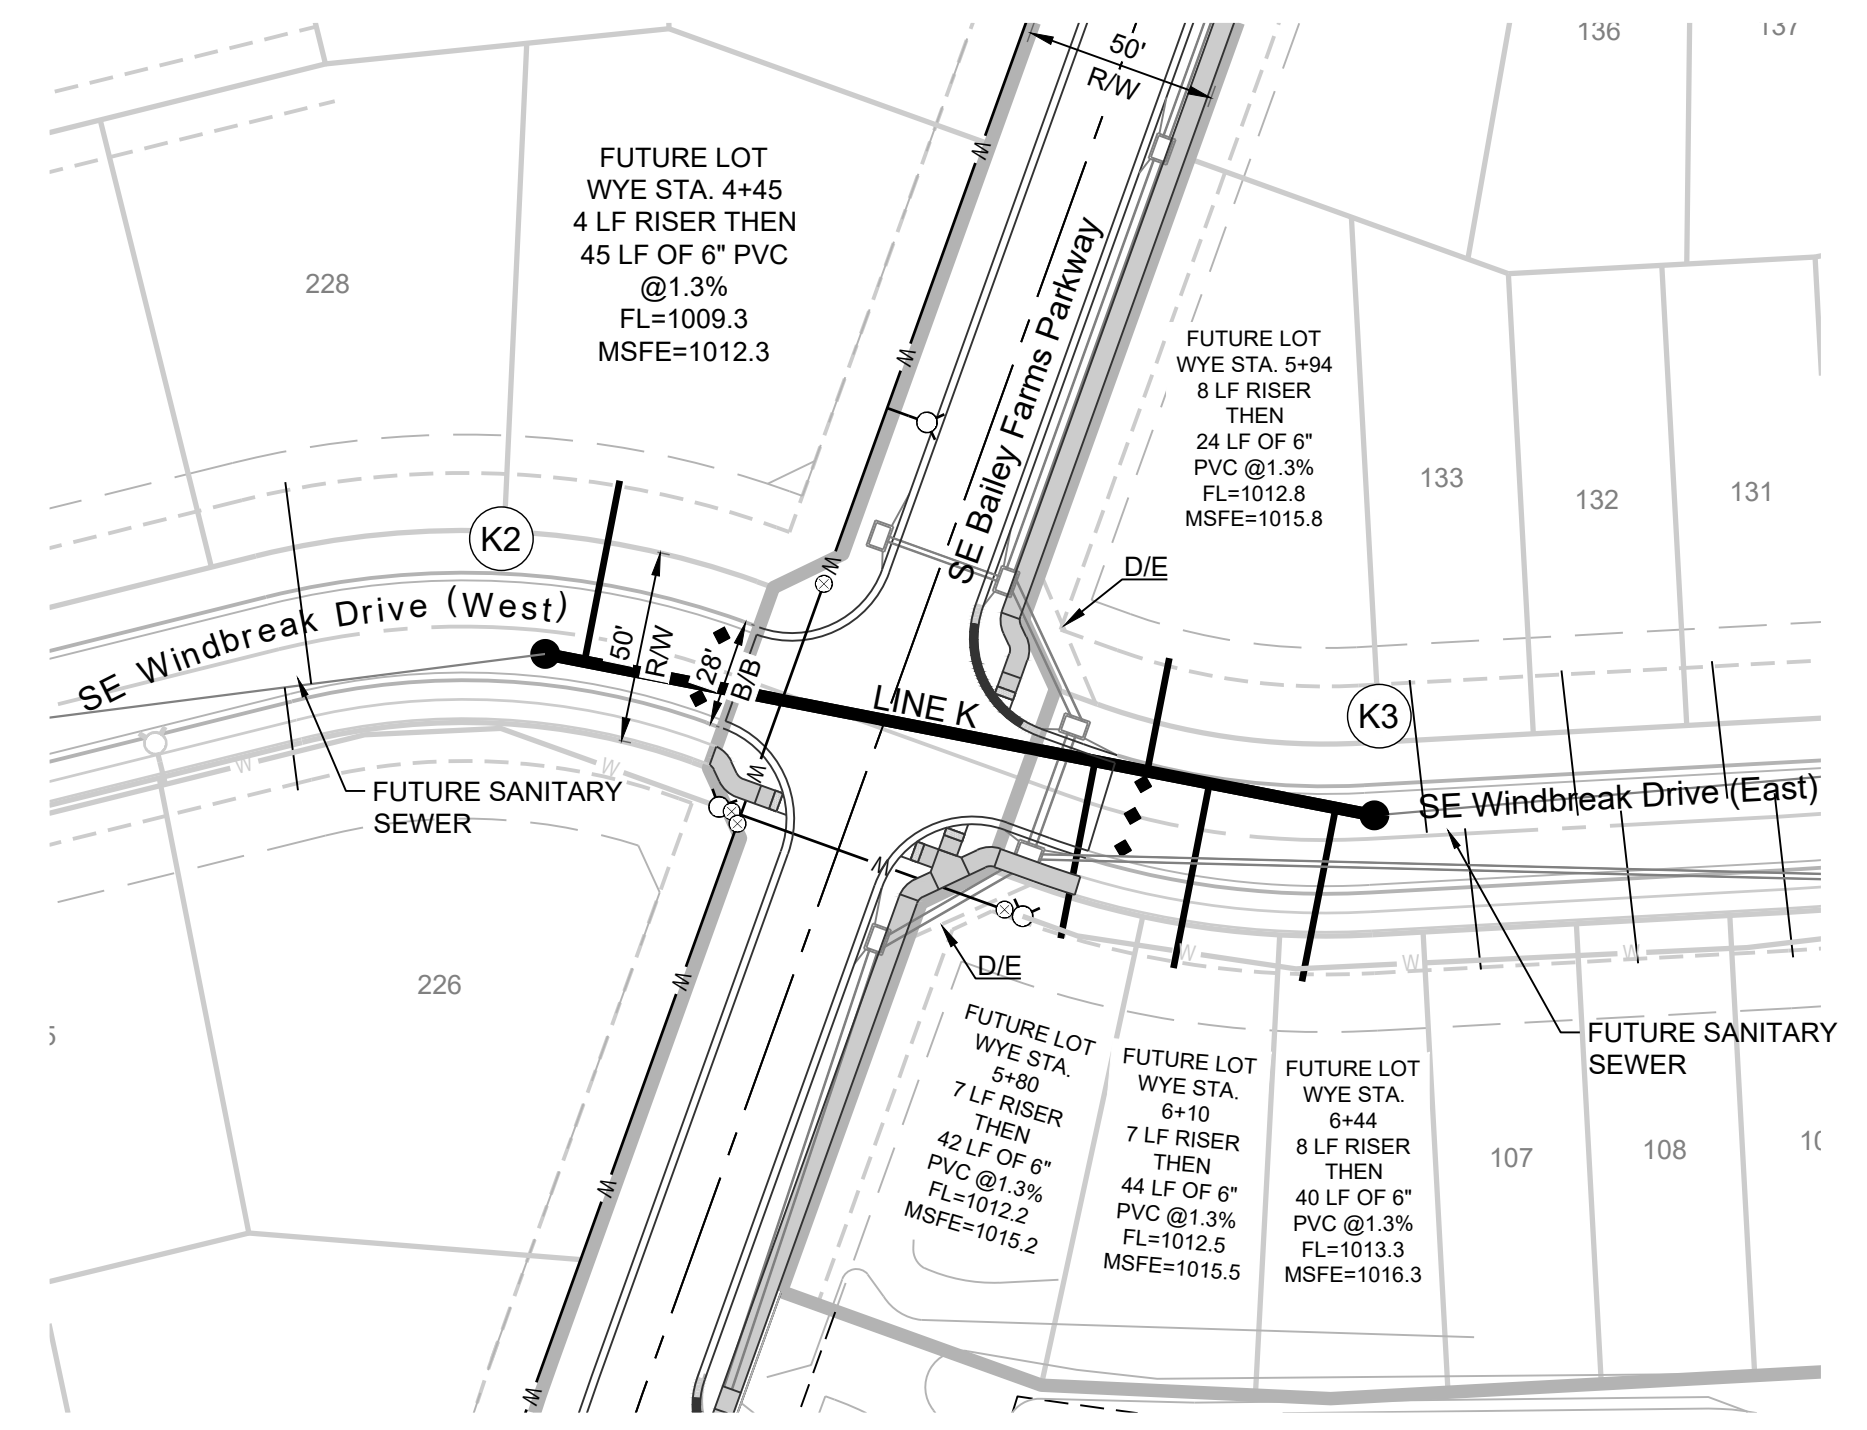 136
137
50'
R/W
FUTURE LOT
WYE STA. 4+45
4 LF RISER THEN
45 LF OF 6" PVC
@1.3%
FL=1009.3
MSFE=1012.3
228
W
W
SE Bailey Farms Parkway
FUTURE LOT
WYE STA. 5+94
8 LF RISER
THEN
24 LF OF 6"
PVC @1.3%
FL=1012.8
MSFE=1015.8
133
132
131
K2
D/E
W
SE Windbreak Drive (West)
50'
R/W
28'
B/B
LINE K
K3
W
W
W
FUTURE SANITARY
SEWER
SE Windbreak Drive (East)
W
226
W
D/E
W
W
W
FUTURE LOT
WYE STA.
5+80
7 LF RISER
THEN
42 LF OF 6"
PVC @1.3%
FL=1012.2
MSFE=1015.2
FUTURE LOT
WYE STA.
6+10
7 LF RISER
THEN
44 LF OF 6"
PVC @1.3%
FL=1012.5
MSFE=1015.5
FUTURE LOT
WYE STA.
6+44
8 LF RISER
THEN
40 LF OF 6"
PVC @1.3%
FL=1013.3
MSFE=1016.3
FUTURE SANITARY
SEWER
107
108
W
W